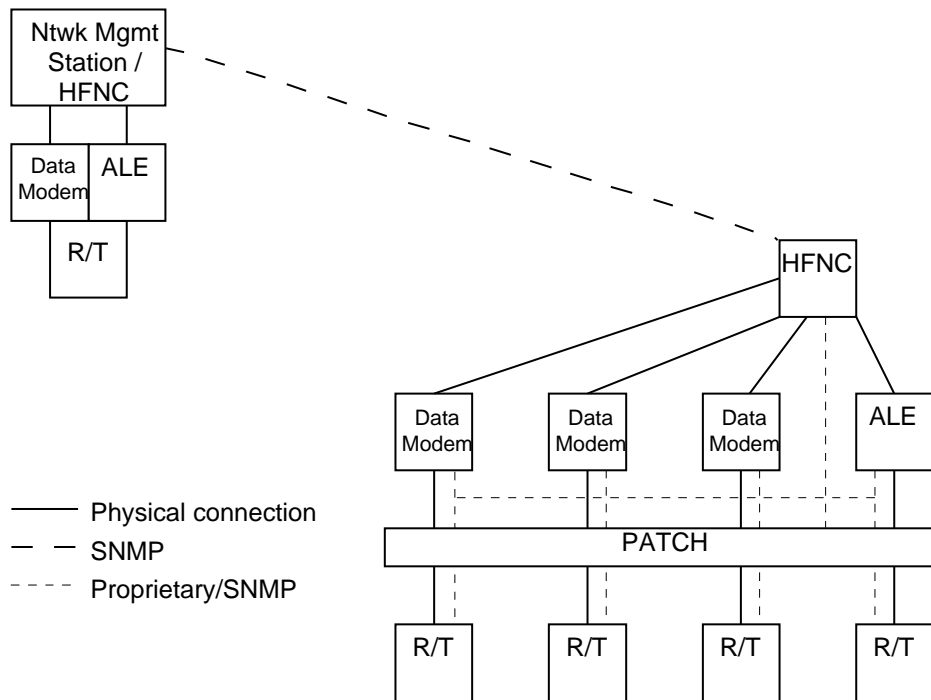 Ntwk Mgmt
Station /
HFNC
Data
Modem
ALE
R/T
HFNC
Data
Modem
Data
Modem
Data
Modem
ALE
Physical connection
SNMP
Proprietary/SNMP
PATCH
R/T
R/T
R/T
R/T